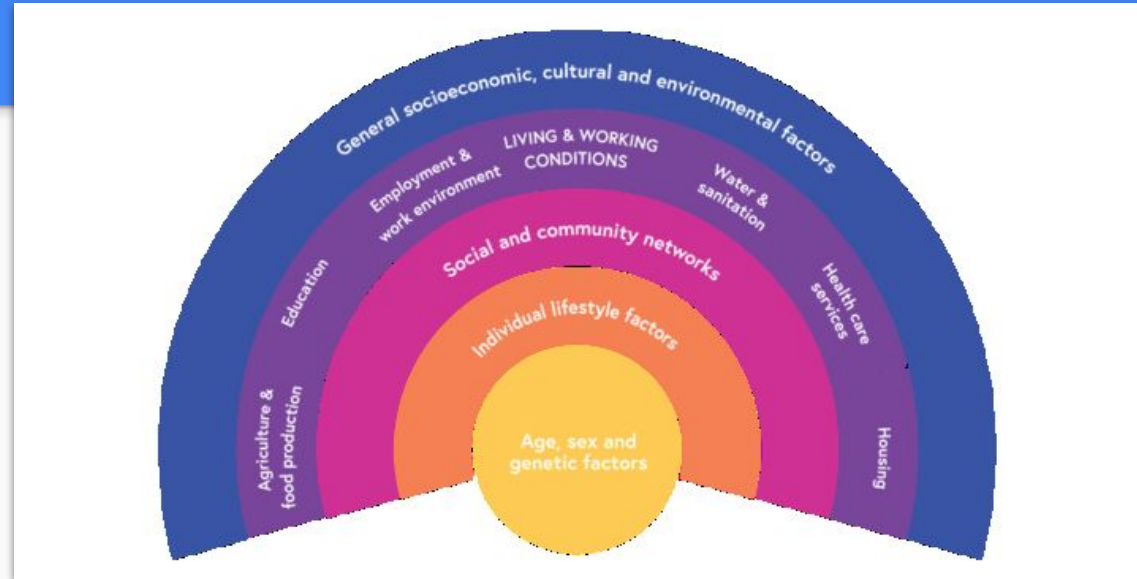 General socioeconomic, cultural and environmental factors
LIVING & WORKING
CONDITIONS
Agriculture &
food production
Education
Employment &
work environment
Water &
sanitation
Health care
services
Housing
Social and community networks
Individual lifestyle factors
Age, sex and
genetic factors